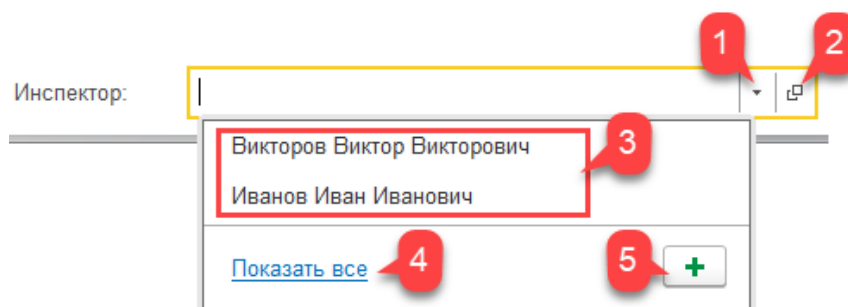 1 2
Инспектор:
Викторов Виктор Викторович 3
Иванов Иван Иванович
Показать все 4 5 +